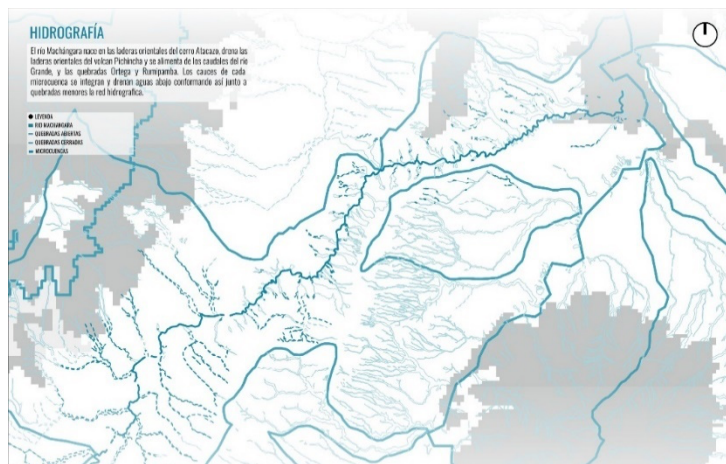 HIDROGRAFÍA
El río Machángara nace en las laderas orientales del cerro Atacazo, drena las
laderas orientales del volcan Pichincha y se alimenta de los caudales del río
Grande, y las quebradas Ortega y Rumipamba. Los cauces de cada
microcuenca se integran y drenan aguas abajo conformando así junto a
quebradas menores la red hidrografica.
LEYENDA
RIO MACHÁNGARA
QUEBRADAS ABIERTAS
QUEBRADAS CERRADAS
MICROCUENCAS